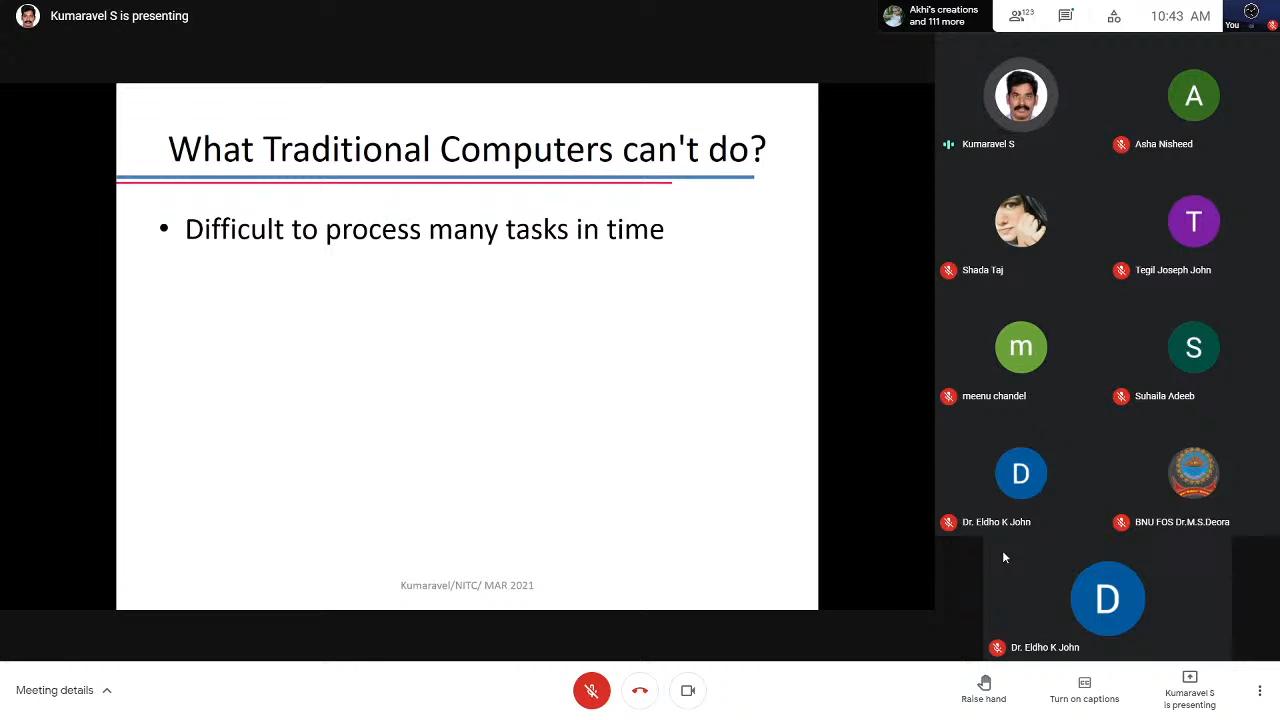 Kumaravel S is presenting
Akhi's creations
and 111 more
123
10:43 AM
You
What Traditional Computers can't do?
• Difficult to process many tasks in time
Kumaravel/NITC/ MAR 2021
Kumaravel S
A
Asha Nisheed
Shada Taj
T
Tegil Joseph John
m
meenu chandel
S
Suhaila Adeeb
D
Dr. Eldho K John
BNU FOS Dr.M.S.Deora
D
Dr. Eldho K John
Meeting details
Raise hand
CC
Turn on captions
Kumaravel S
is presenting